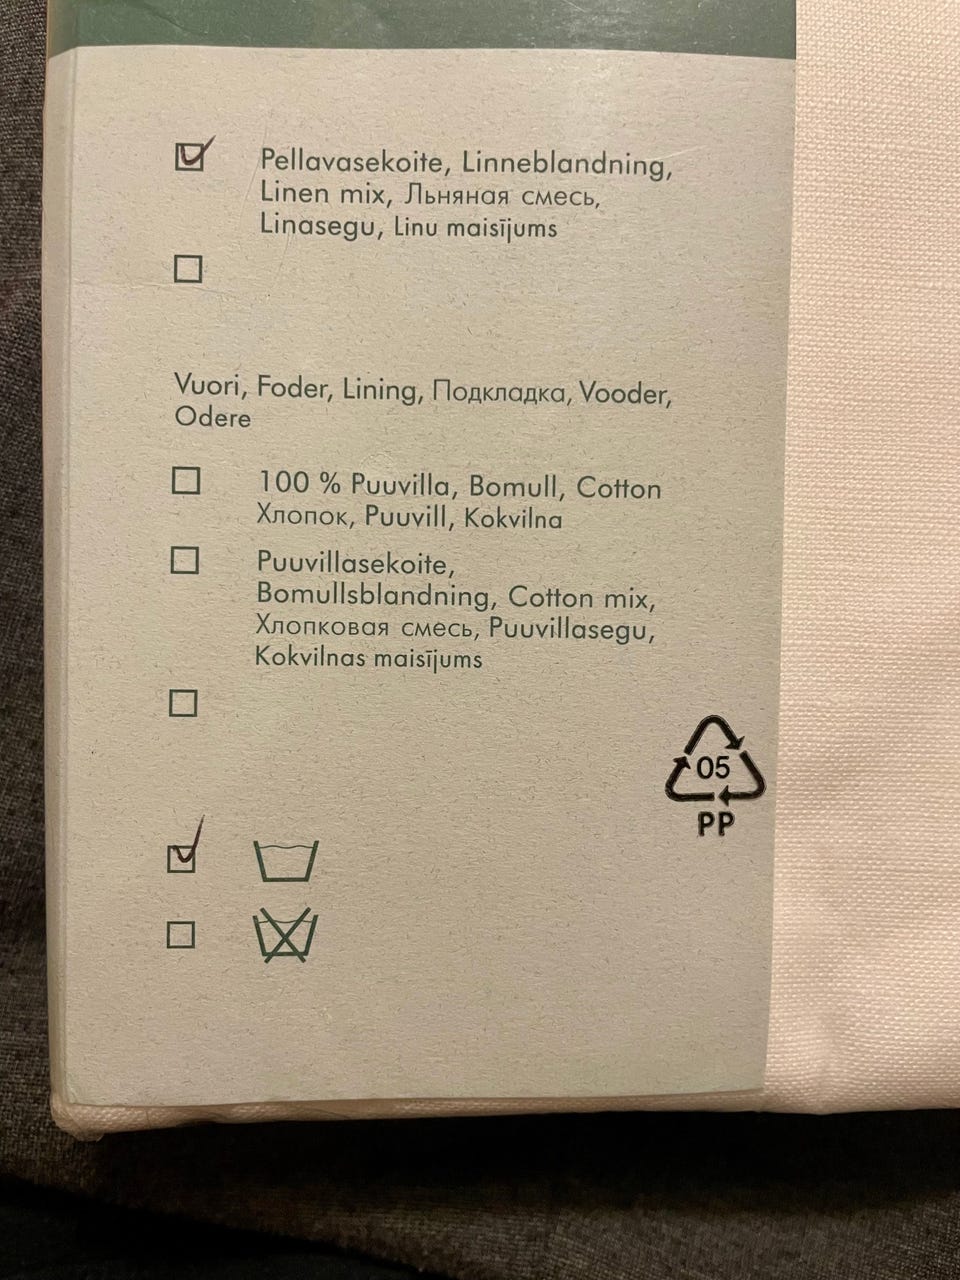 Pellavasekoite, Linneblandning,
Linen mix, Льняная смесь,
Linasegu, Linu maisījums
Vuori, Foder, Lining, Подкладка, Vooder,
Odere
100 % Puuvilla, Bomull, Cotton
Хлопок, Puuvill, Kokvilna
Puuvillasekoite,
Bomullsblandning, Cotton mix,
Хлопковая смесь, Puuvillasegu,
Kokvilnas maisījums
05
PP